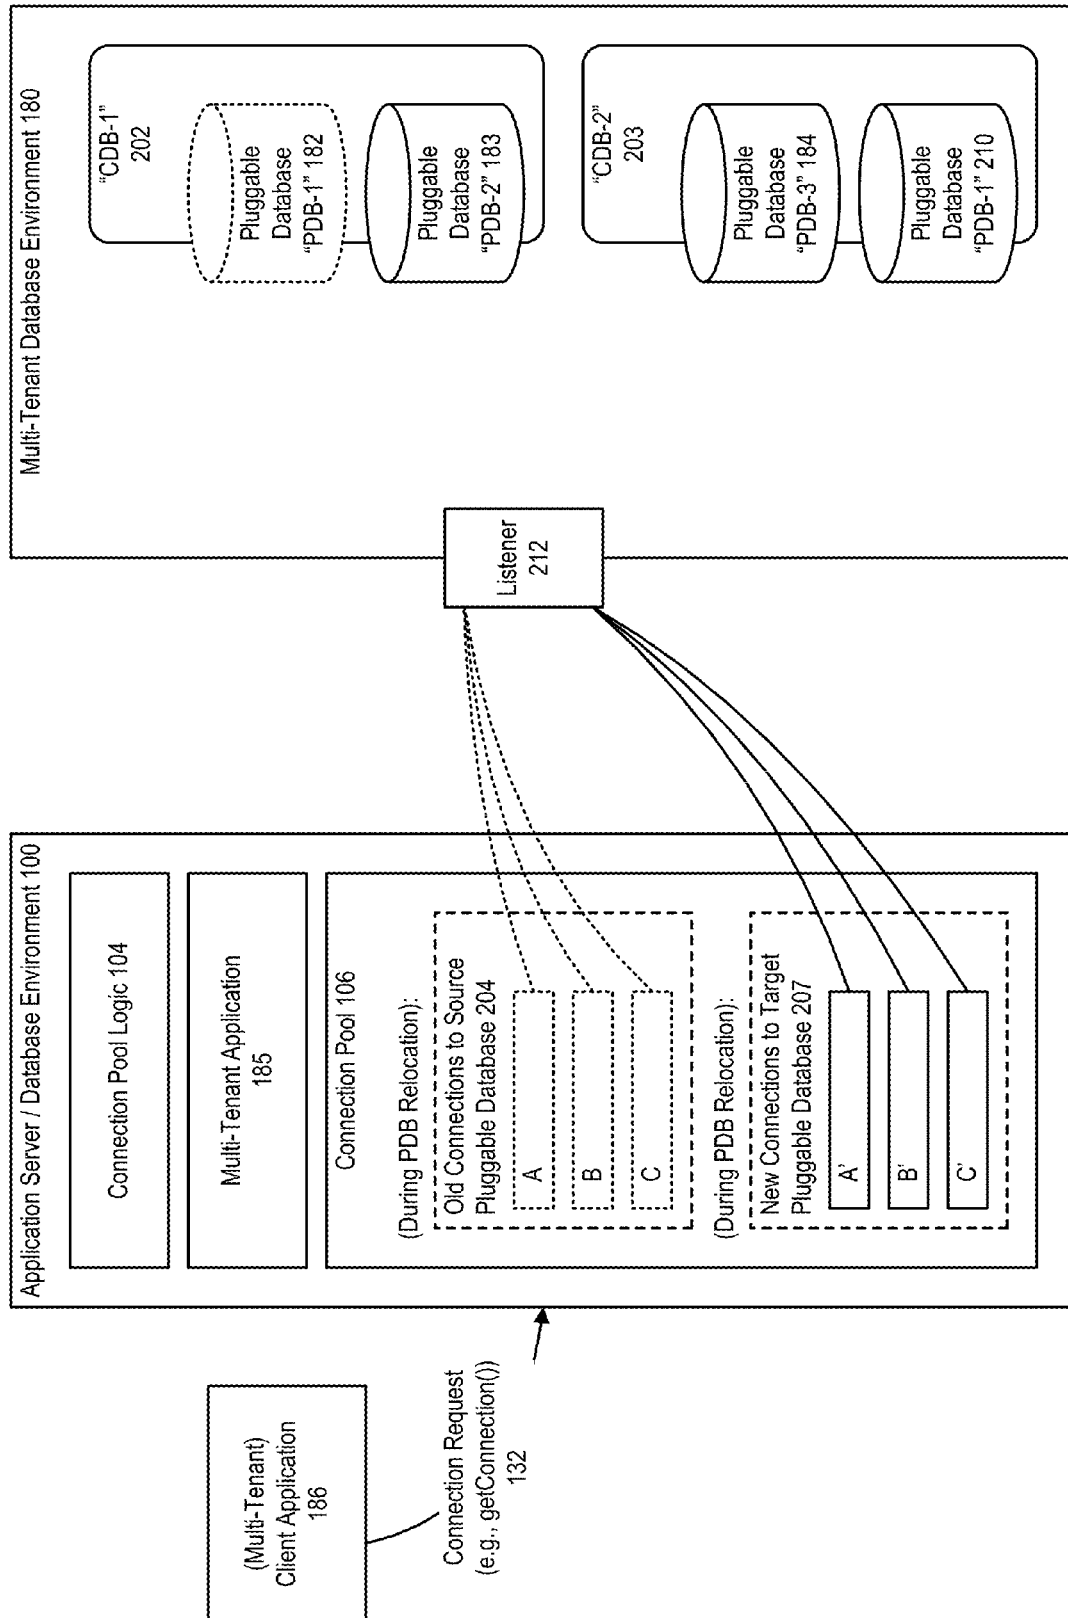 (Multi-Tenant)
Client Application
186
Connection Request
(e.g., getConnection())
132
Application Server / Database Environment 100
Connection Pool Logic 104
Multi-Tenant Application
185
Connection Pool 106
(During PDB Relocation):
Old Connections to Source
Pluggable Database 204
A
B
C
(During PDB Relocation):
New Connections to Target
Pluggable Database 207
A'
B'
C'
Listener
212
Multi-Tenant Database Environment 180
“CDB-1”
202
Pluggable
Database
“PDB-1” 182
Pluggable
Database
“PDB-2” 183
“CDB-2”
203
Pluggable
Database
“PDB-3” 184
Pluggable
Database
“PDB-1” 210